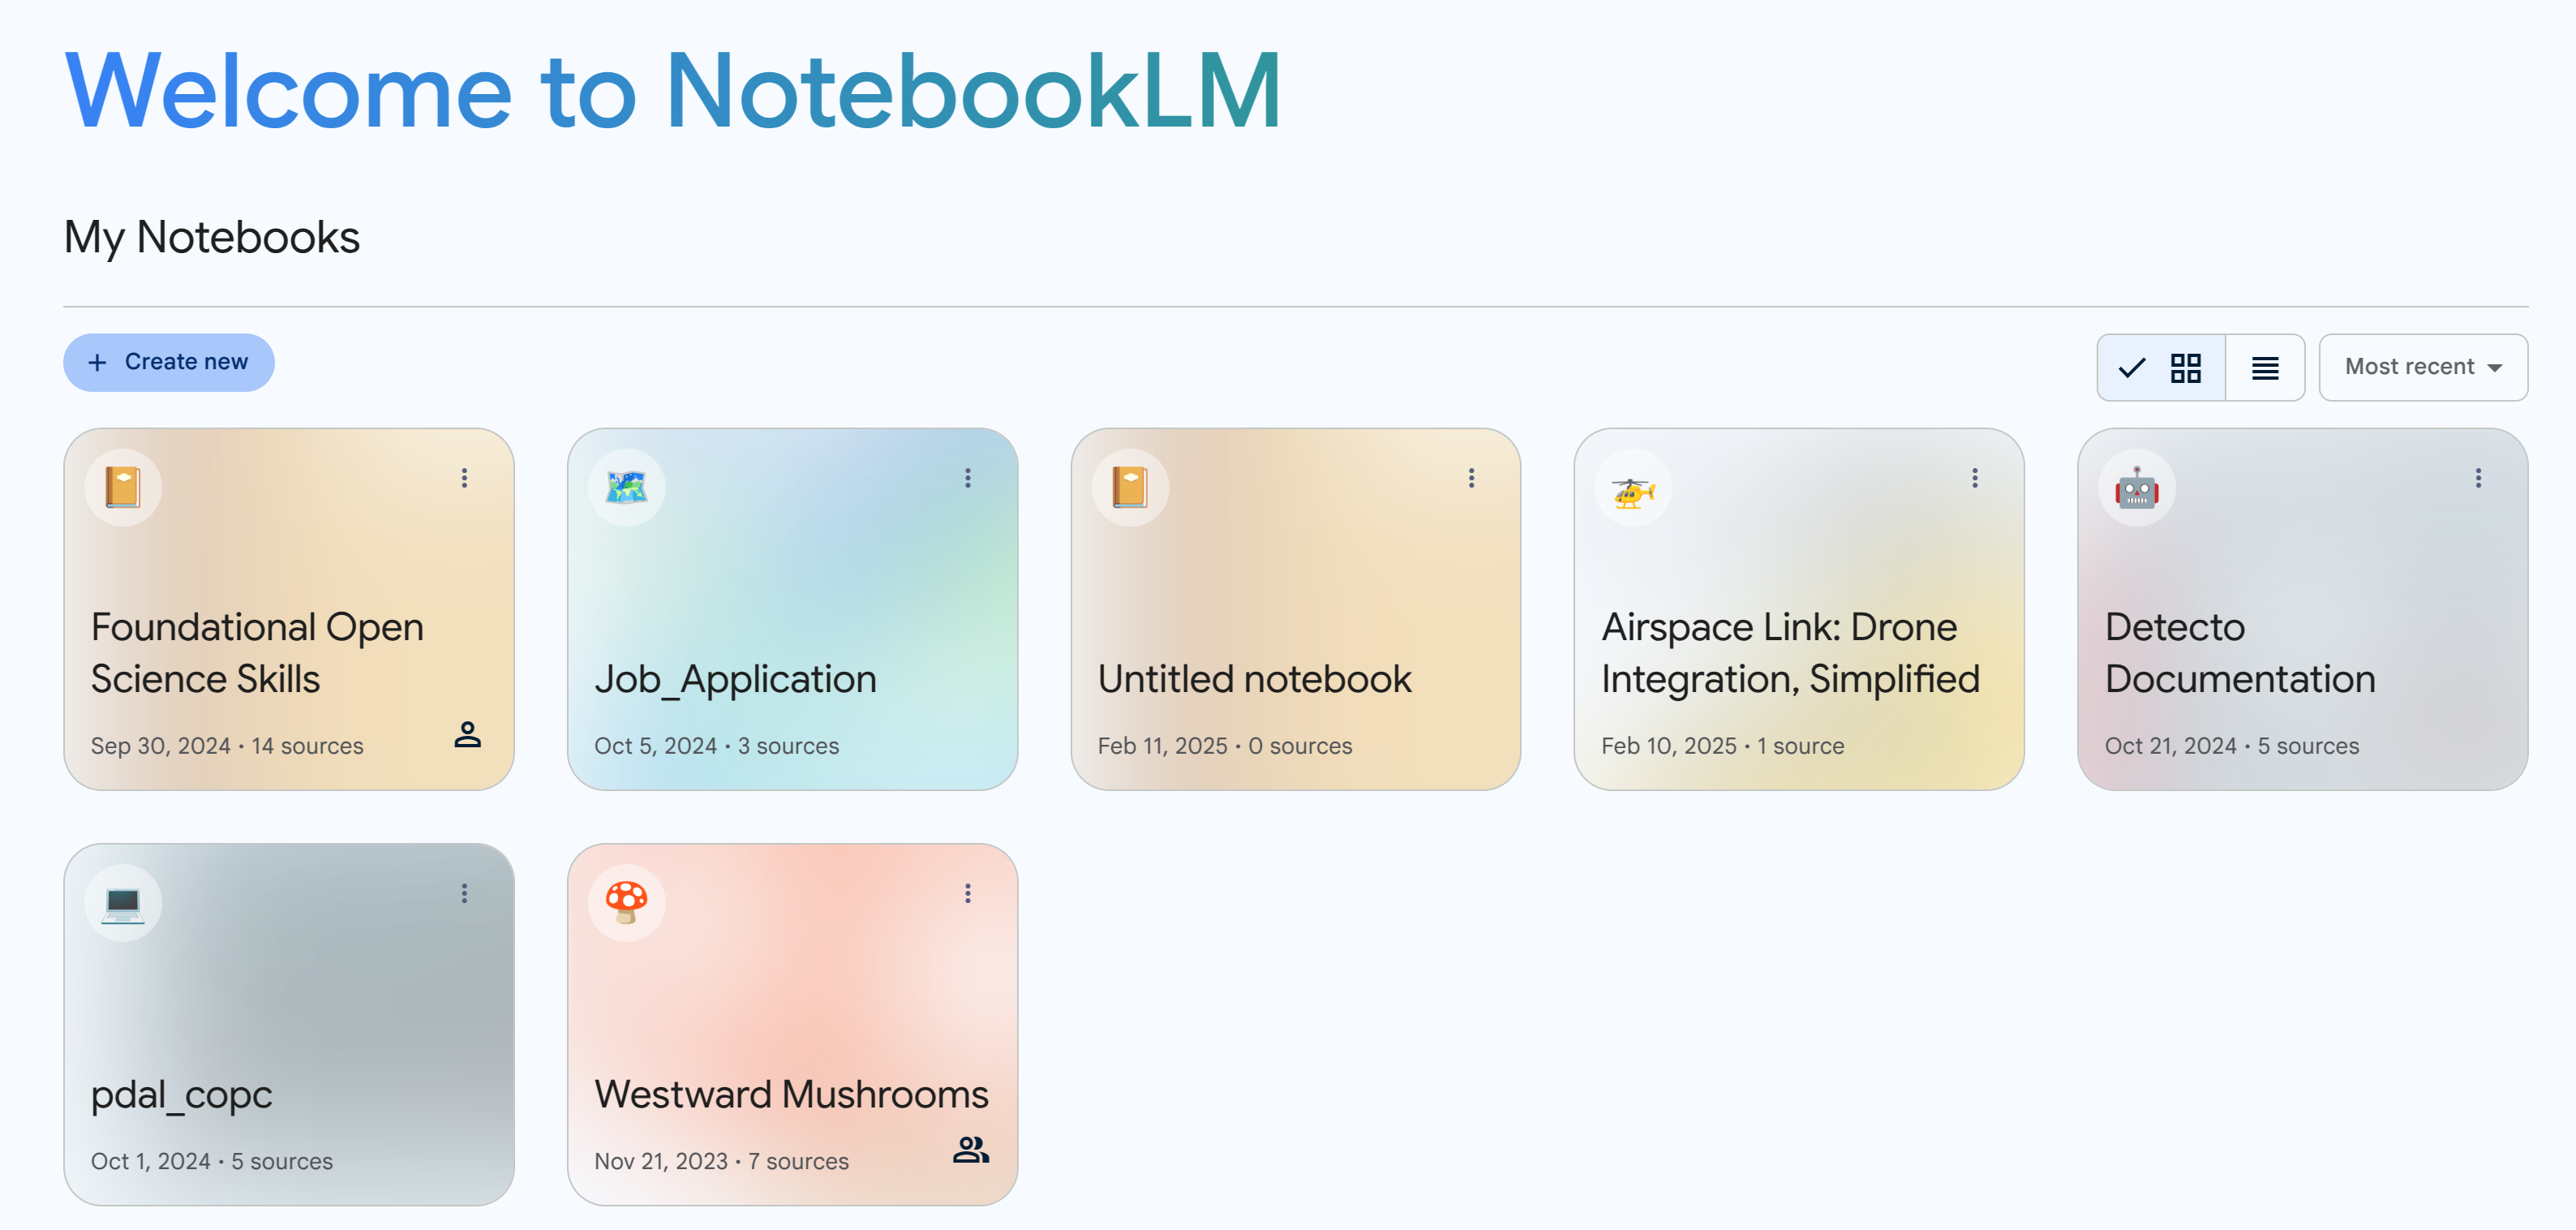 Welcome to NotebookLM
My Notebooks
+ Create new
Most recent
Foundational Open
Science Skills
Sep 30, 2024 • 14 sources
Job_Application
Oct 5, 2024 • 3 sources
Untitled notebook
Feb 11, 2025 • 0 sources
Airspace Link: Drone
Integration, Simplified
Feb 10, 2025 • 1 source
Detecto
Documentation
Oct 21, 2024 • 5 sources
pdal_copc
Oct 1, 2024 • 5 sources
Westward Mushrooms
Nov 21, 2023 • 7 sources